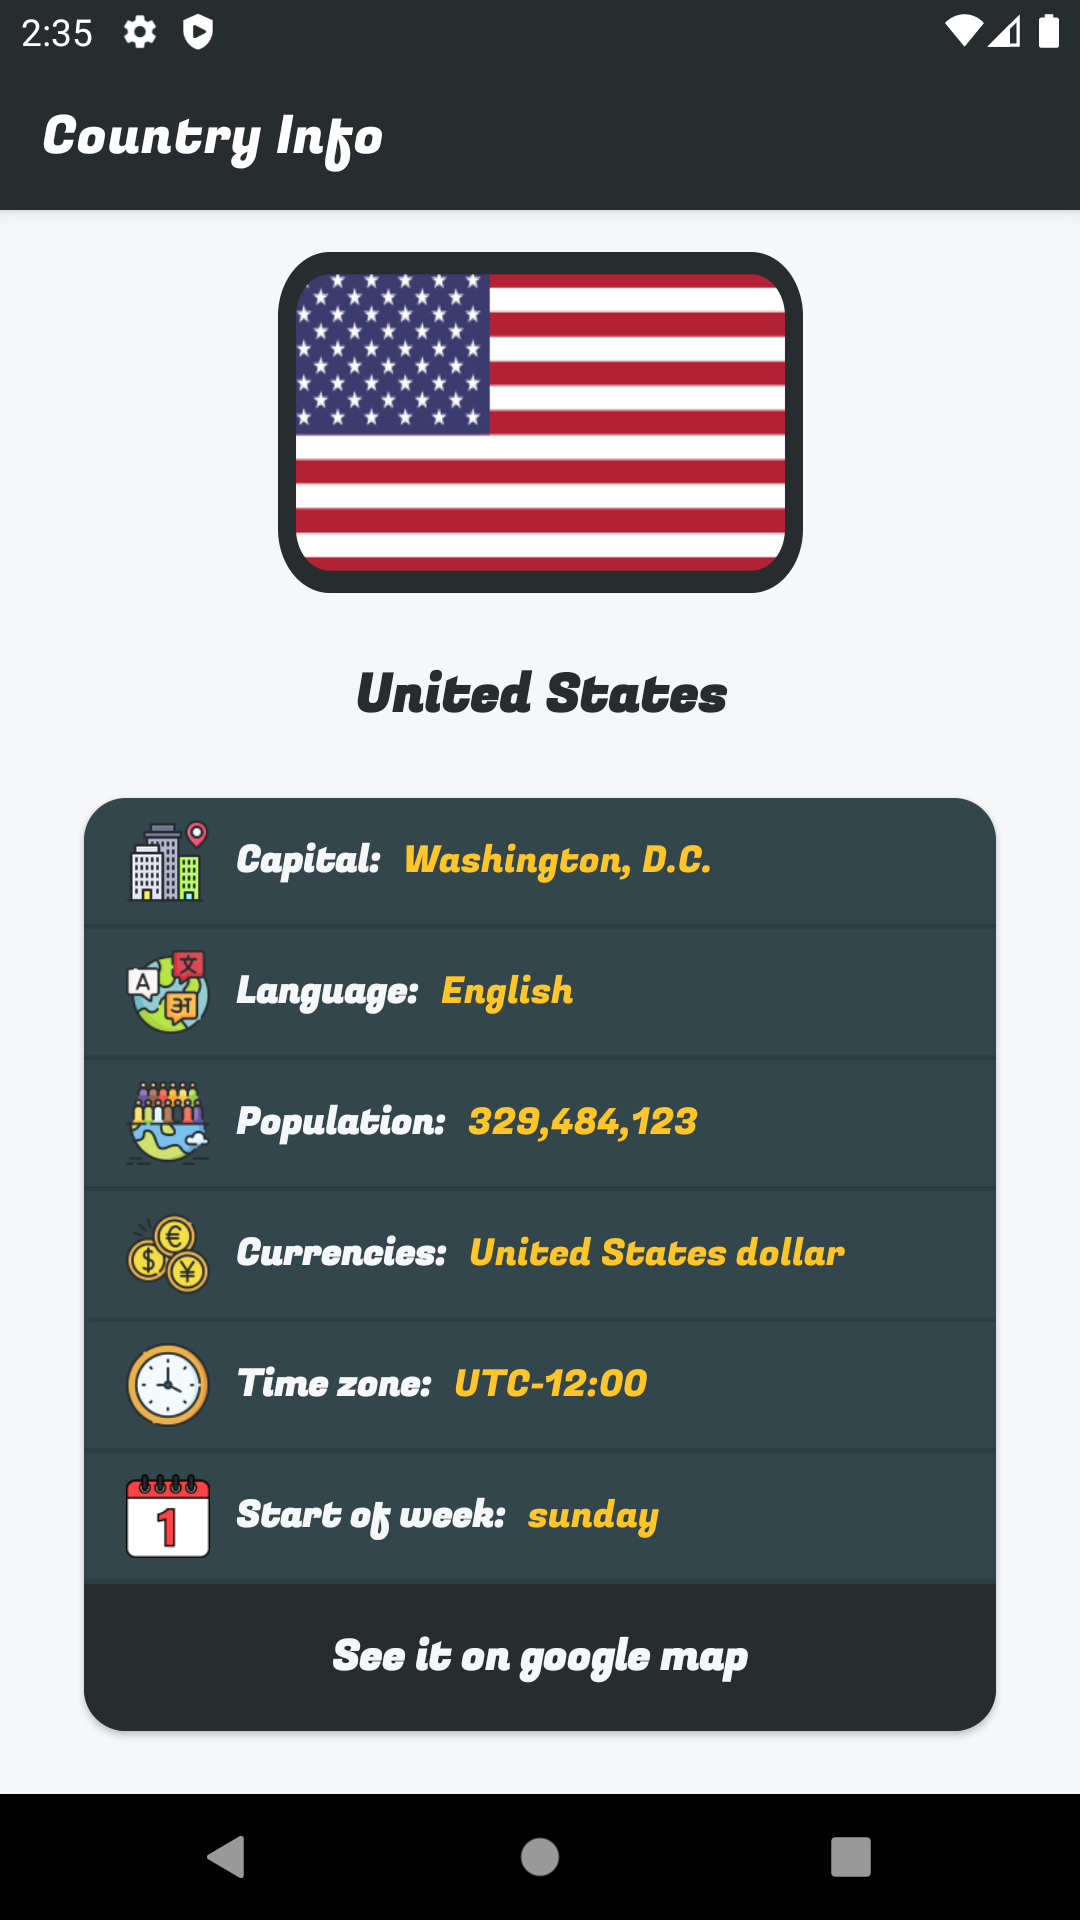 2:35
Country Info
United States
Capital: Washington, D.C.
Language: English
Population: 329,484,123
Currencies: United States dollar
Time zone: UTC-12:00
Start of week: sunday
See it on google map